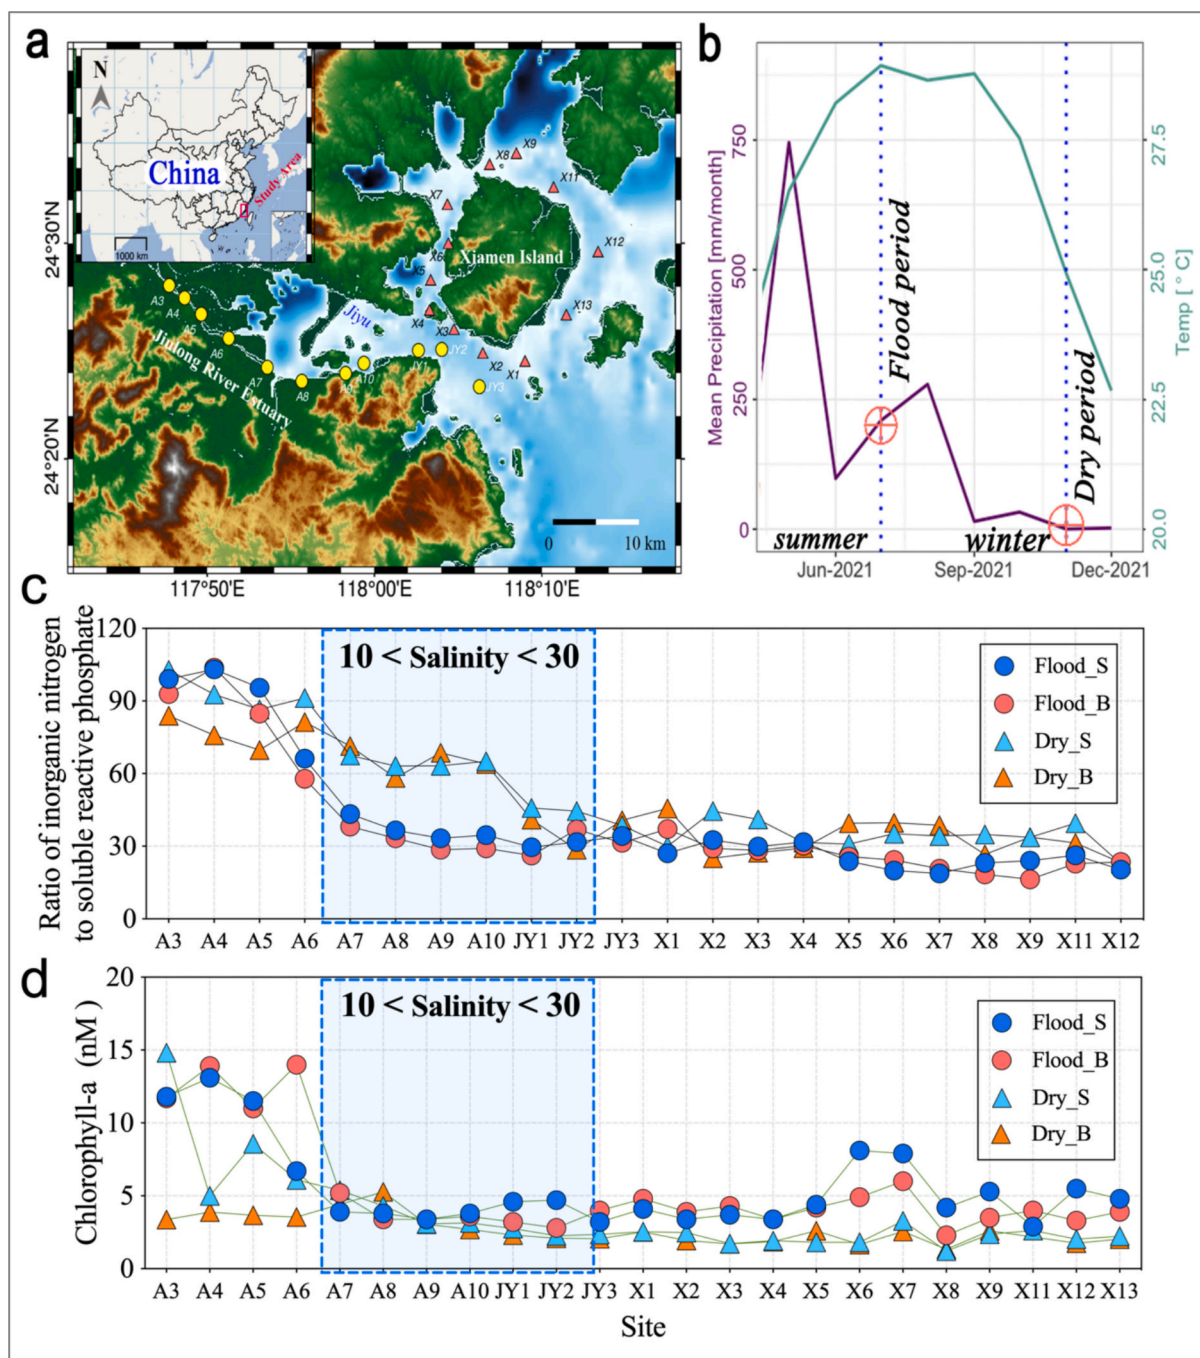 a
N
China
Study Area
1000 km
X9
X8
X11
X7
X12
X6
Xjamen Island
X5
X13
A3
A4
A5
Jiyu
X4
X3
A6
Jiulong River Estuary
JY1
JY2
X2
X1
A7
A10
A9
A8
JY3
24°30'N
24°20'N
0 10 km
117°50'E 118°00'E 118°10'E
b
Mean Precipitation [mm/month]
750
500
250
0
Flood period
Dry period
summer
winter
27.5
25.0
22.5
20.0
Temp [ °C]
Jun-2021 Sep-2021 Dec-2021
c
Ratio of inorganic nitrogen
to soluble reactive phosphate
120
90
60
30
0
10 < Salinity < 30
Flood_S
Flood_B
Dry_S
Dry_B
A3 A4 A5 A6 A7 A8 A9 A10 JY1 JY2 JY3 X1 X2 X3 X4 X5 X6 X7 X8 X9 X11 X12
d
Chlorophyll-a (nM )
20
15
10
5
0
10 < Salinity < 30
Flood_S
Flood_B
Dry_S
Dry_B
A3 A4 A5 A6 A7 A8 A9 A10 JY1 JY2 JY3 X1 X2 X3 X4 X5 X6 X7 X8 X9 X11 X12 X13
Site